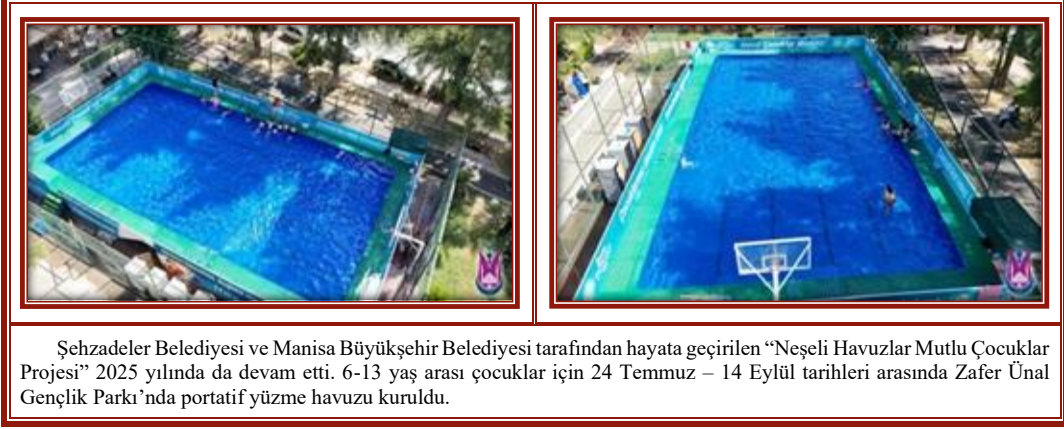 Şehzadeler Belediyesi ve Manisa Büyükşehir Belediyesi tarafından hayata geçirilen “Neşeli Havuzlar Mutlu Çocuklar
Projesi” 2025 yılında da devam etti. 6-13 yaş arası çocuklar için 24 Temmuz – 14 Eylül tarihleri arasında Zafer Ünal
Gençlik Parkı’nda portatif yüzme havuzu kuruldu.